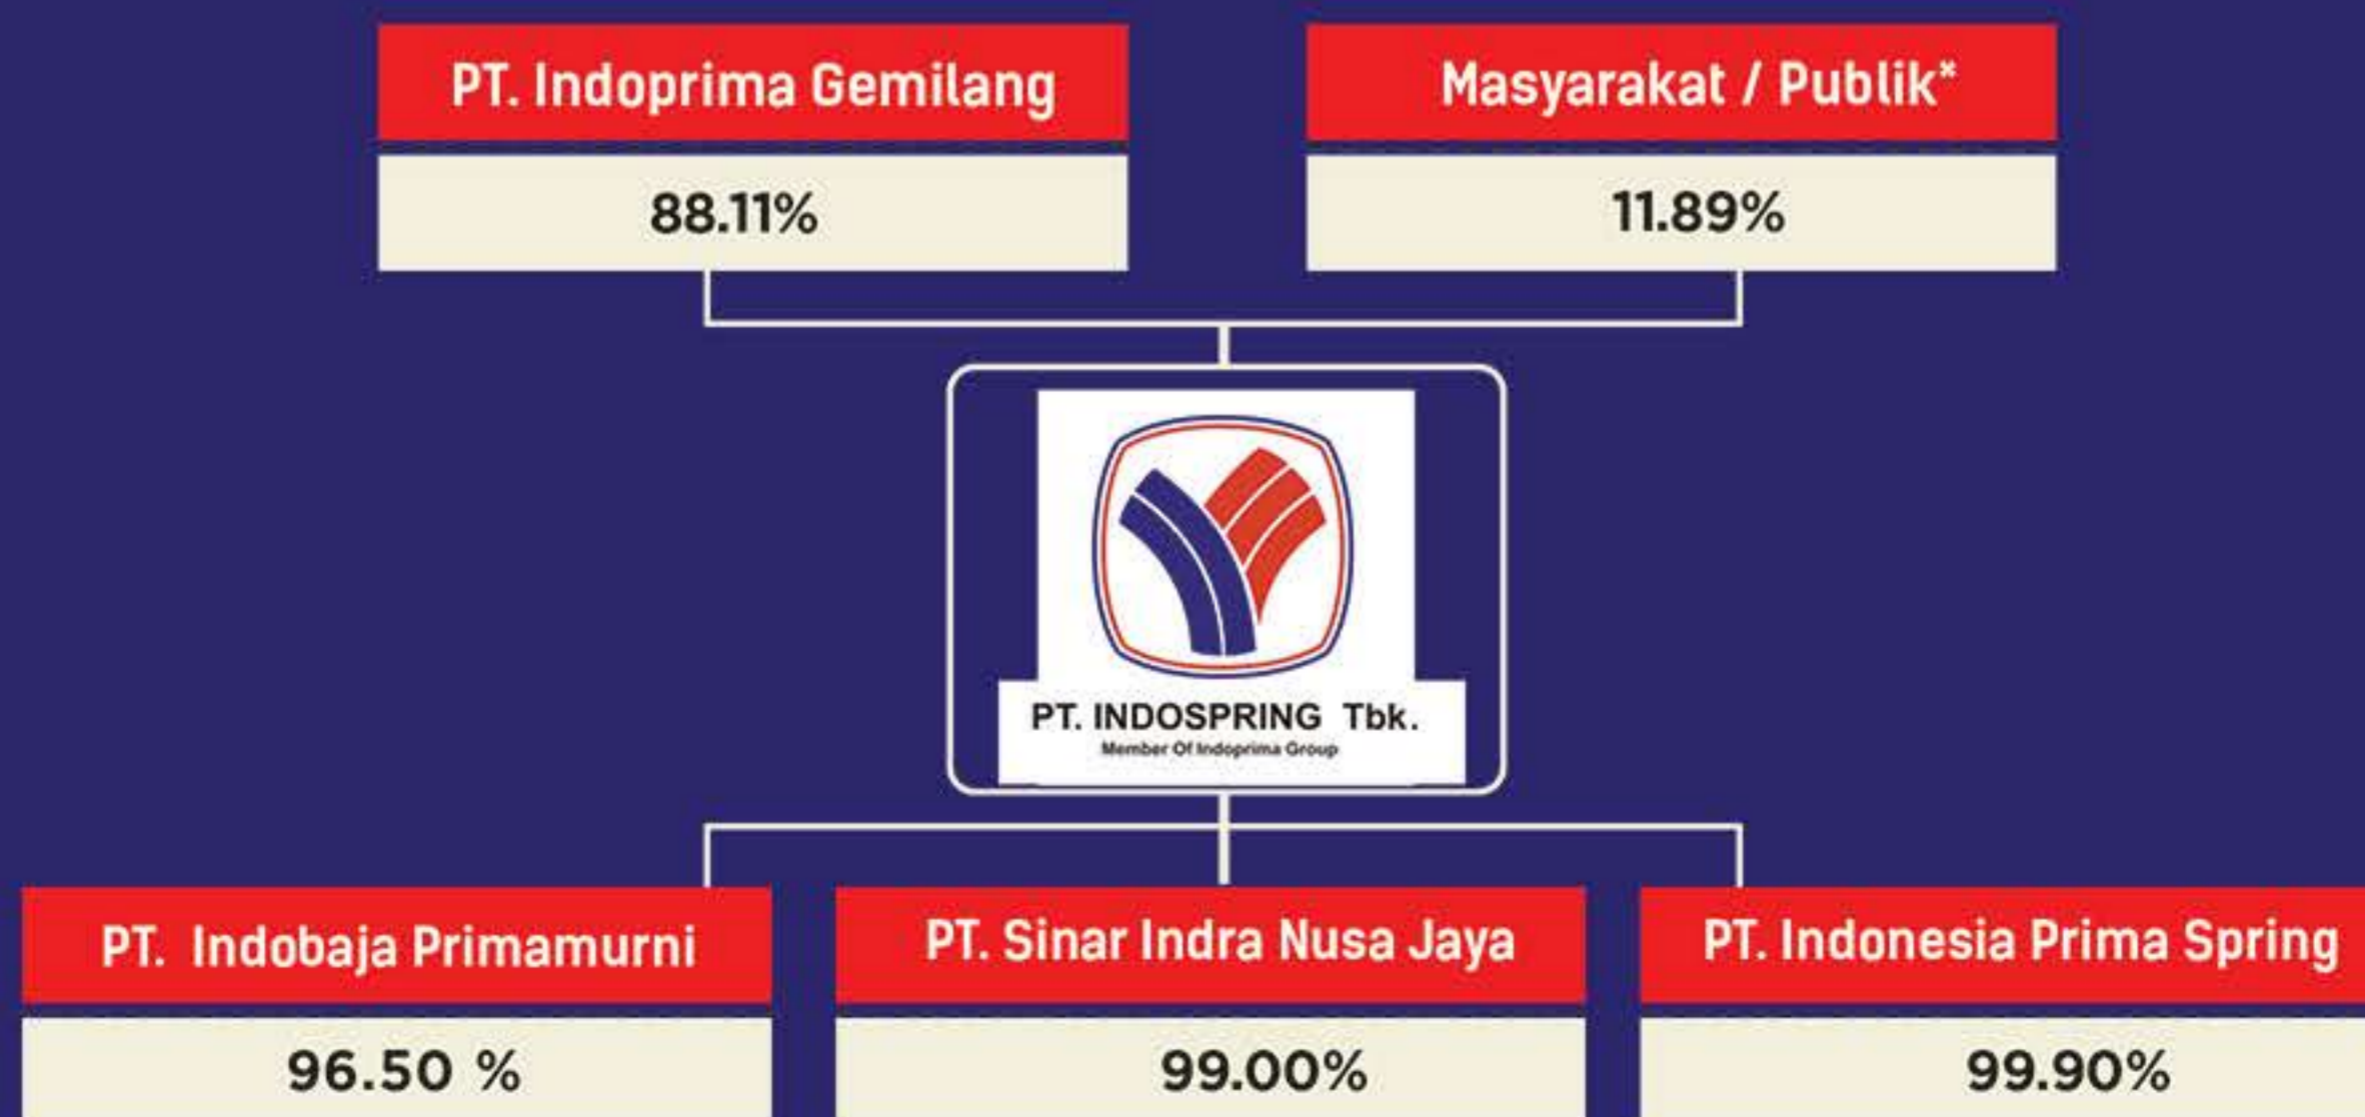 PT. Indoprima Gemilang
Masyarakat / Publik*
88.11%
11.89%
PT. INDOSPRING Tbk.
Member Of Indoprima Group
PT. Indobaja Primamurni
PT. Sinar Indra Nusa Jaya
PT. Indonesia Prima Spring
96.50 %
99.00%
99.90%